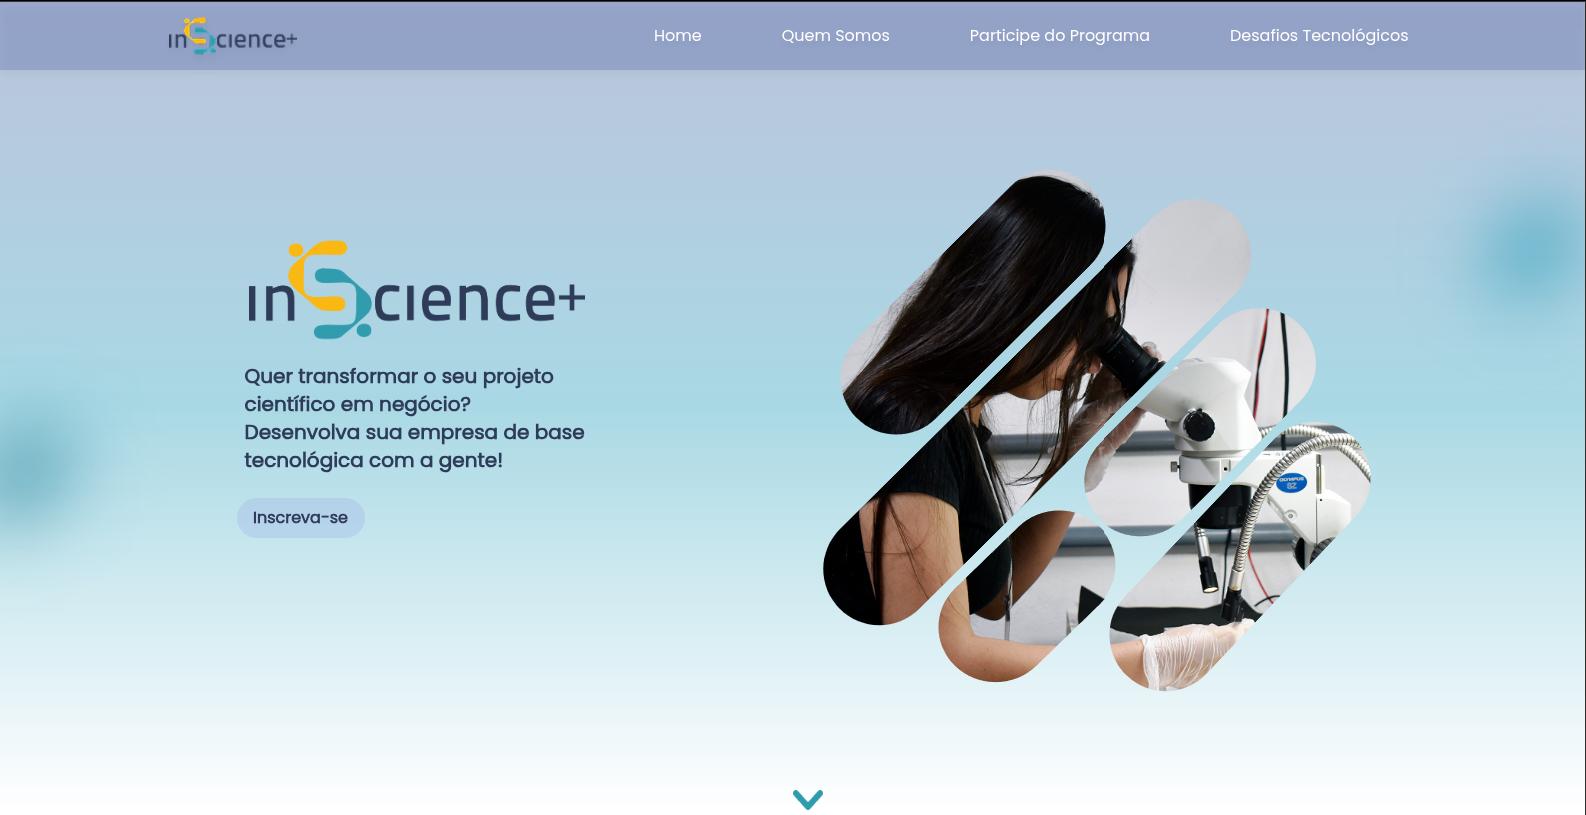 inScience+
Home
Quem Somos
Participe do Programa
Desafios Tecnológicos
inScience+
Quer transformar o seu projeto
científico em negócio?
Desenvolva sua empresa de base
tecnológica com a gente!
Inscreva-se
OLYMPUS
SZ